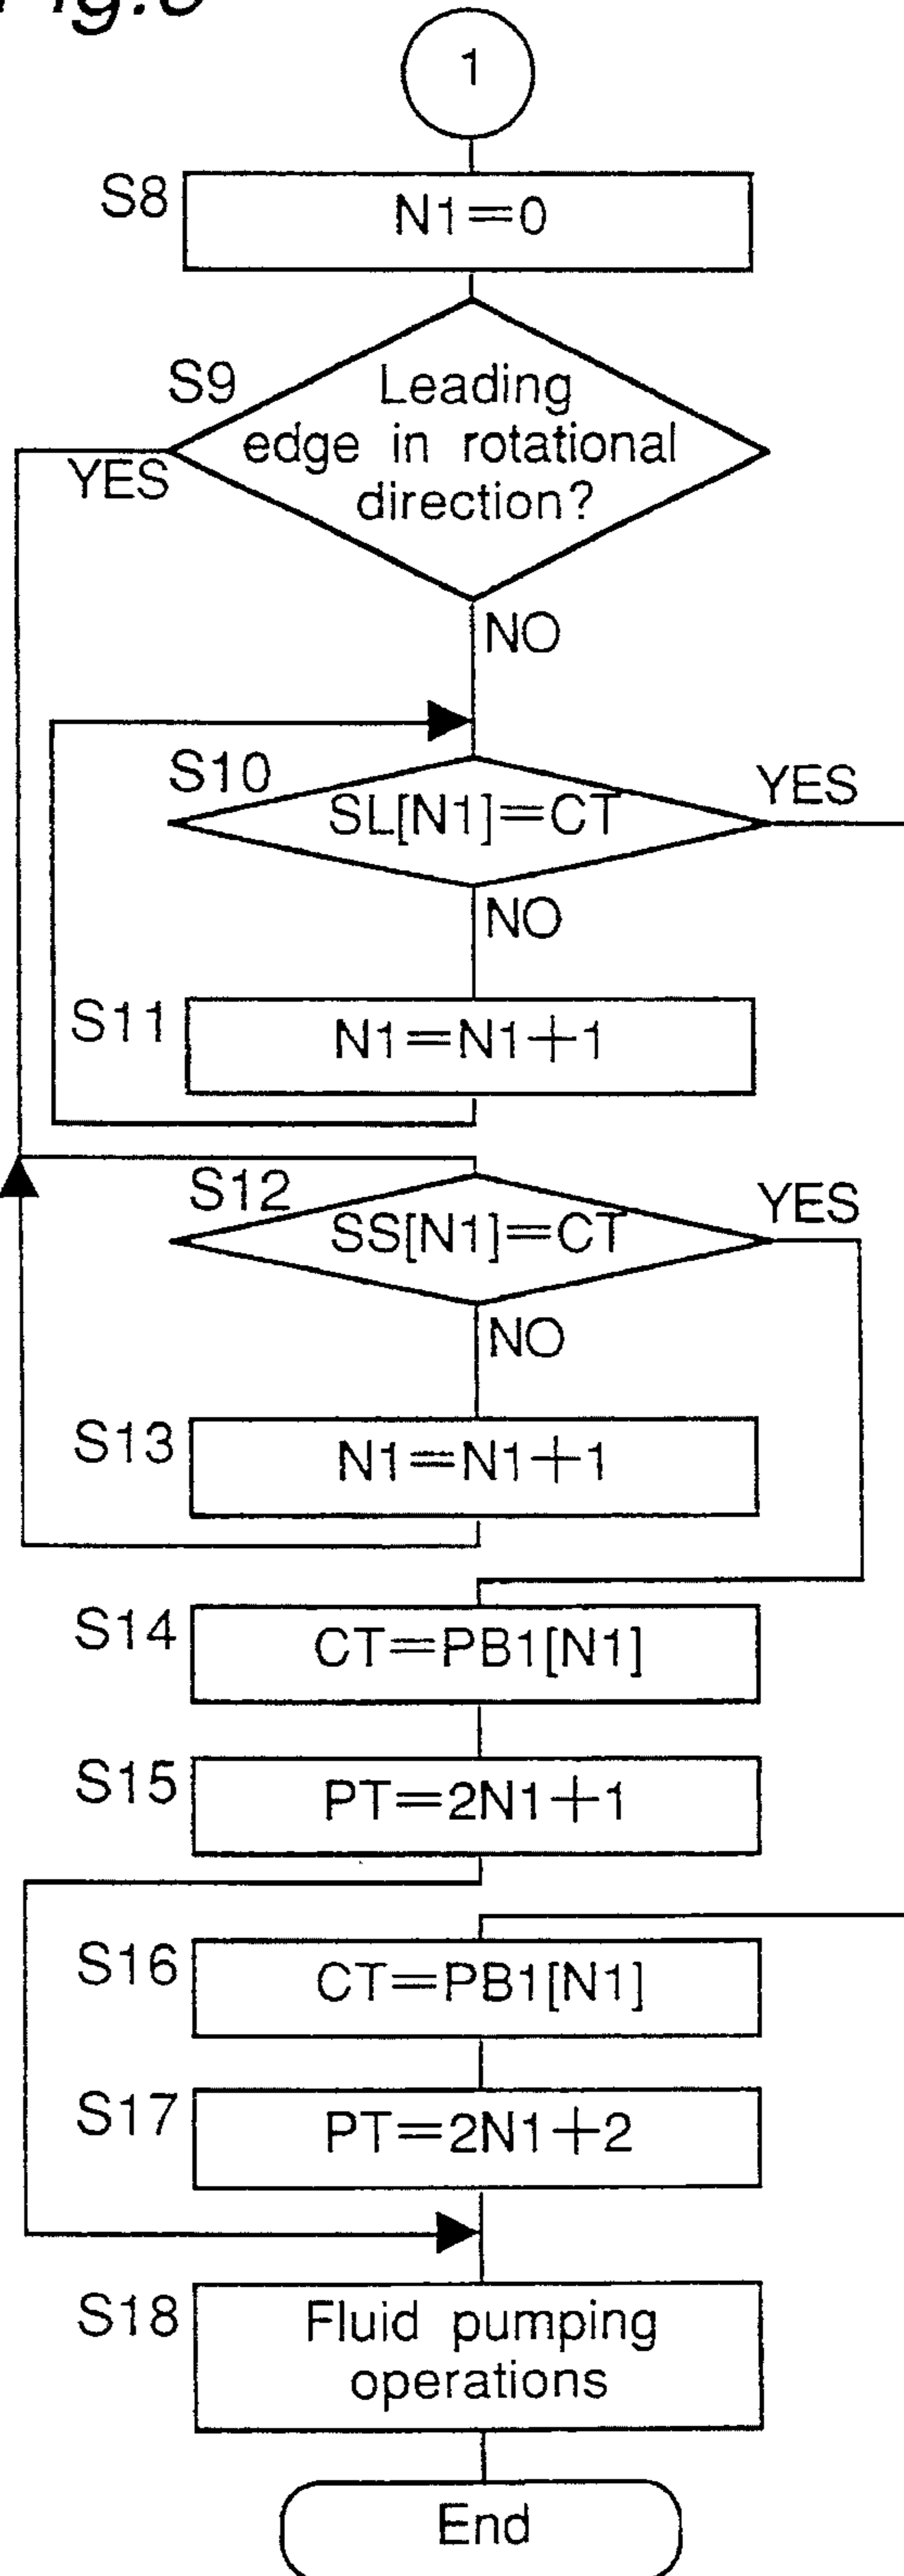 1
S8
N1=0
S9
Leading
edge in rotational
direction?
YES
NO
S10
SL[N1]=CT
YES
NO
S11
N1=N1+1
S12
SS[N1]=CT
YES
NO
S13
N1=N1+1
S14
CT=PB1[N1]
S15
PT=2N1+1
S16
CT=PB1[N1]
S17
PT=2N1+2
S18
Fluid pumping
operations
End